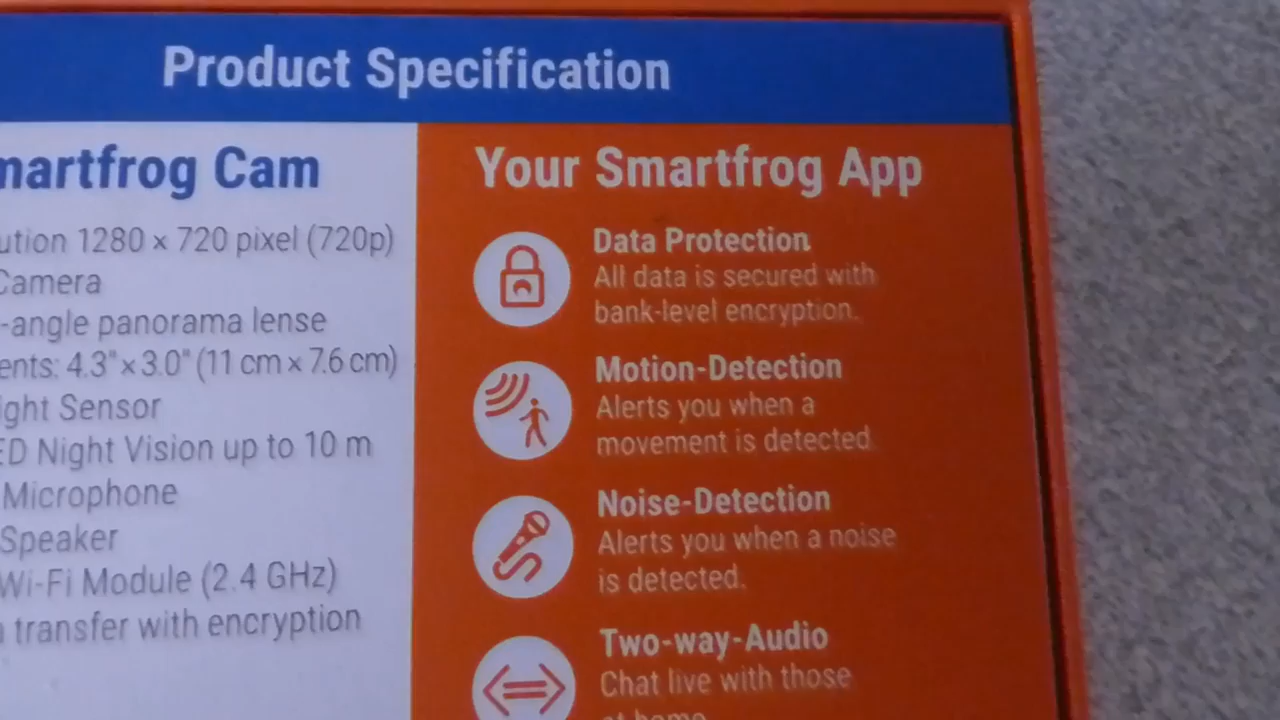 Product Specification
martfrog Cam
ution 1280 × 720 pixel (720p)
Camera
-angle panorama lense
ents: 4.3" × 3.0" (11 cm × 7.6 cm)
ight Sensor
ED Night Vision up to 10 m
Microphone
Speaker
Wi-Fi Module (2.4 GHz)
transfer with encryption
Your Smartfrog App
Data Protection
All data is secured with
bank-level encryption.
Motion-Detection
Alerts you when a
movement is detected.
Noise-Detection
Alerts you when a noise
is detected.
Two-way-Audio
Chat live with those
at home